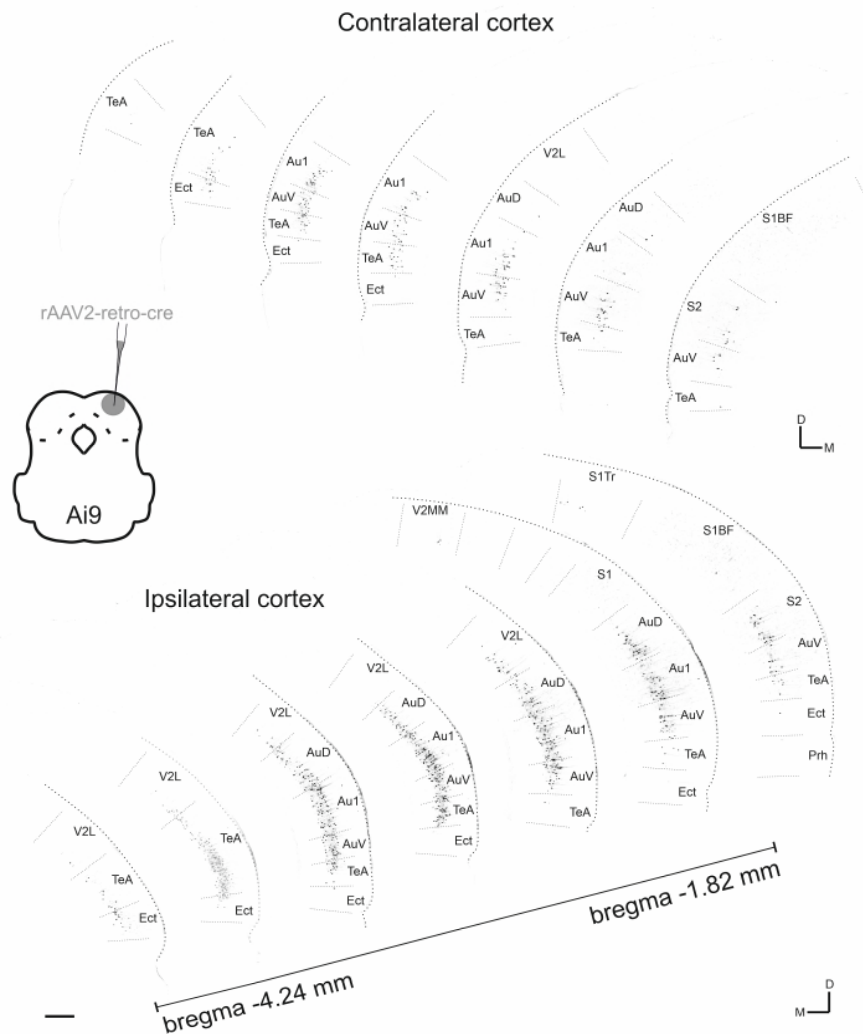 Contralateral cortex
TeA
TeA
Ect
Au1
AuV
TeA
Ect
Au1
AuV
TeA
Ect
V2L
AuD
Au1
AuV
TeA
AuD
Au1
AuV
TeA
S1BF
S2
AuV
TeA
D
M
rAAV2-retro-cre
Ai9
Ipsilateral cortex
V2L
TeA
Ect
V2L
TeA
Ect
V2L
AuD
Au1
AuV
TeA
Ect
V2L
AuD
Au1
AuV
TeA
Ect
V2L
AuD
Au1
AuV
TeA
V2MM
S1
AuD
Au1
AuV
TeA
Ect
S1Tr
S1BF
S2
AuV
TeA
Ect
Prh
bregma -4.24 mm
bregma -1.82 mm
D
M